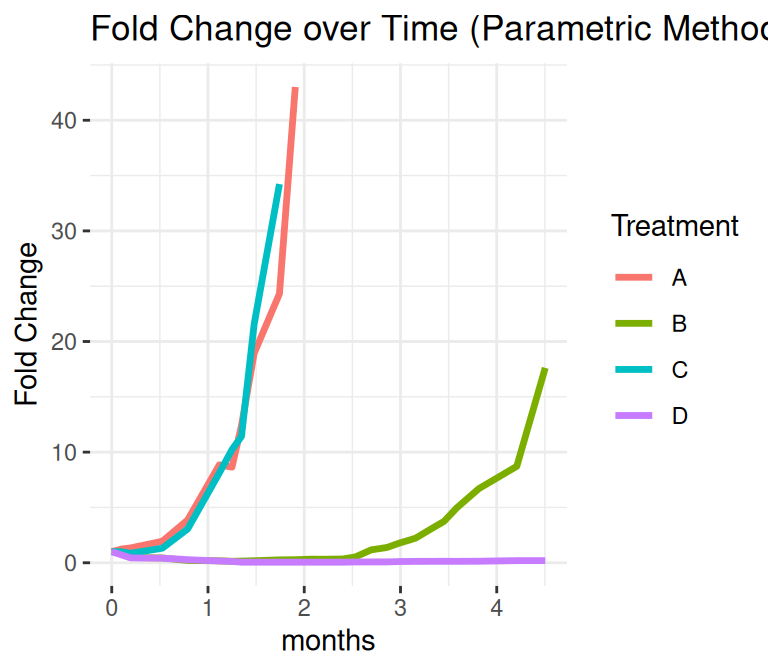 Fold Change over Time (Parametric Metho
40
30
20
10
0
Fold Change
0 1 2 3 4
months
Treatment
A
B
C
D